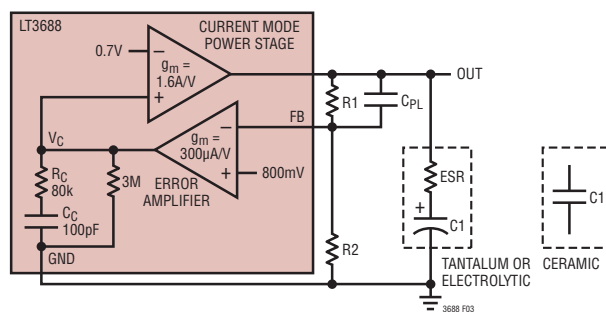 LT3688
CURRENT MODE
POWER STAGE
0.7V
–
gm =
1.6A/V
+
OUT
R1
CPL
FB
VC
–
gm =
300µA/V
+
800mV
ERROR
AMPLIFIER
RC
80k
3M
CC
100pF
GND
R2
ESR
+
C1
TANTALUM OR
ELECTROLYTIC
C1
CERAMIC
3688 F03